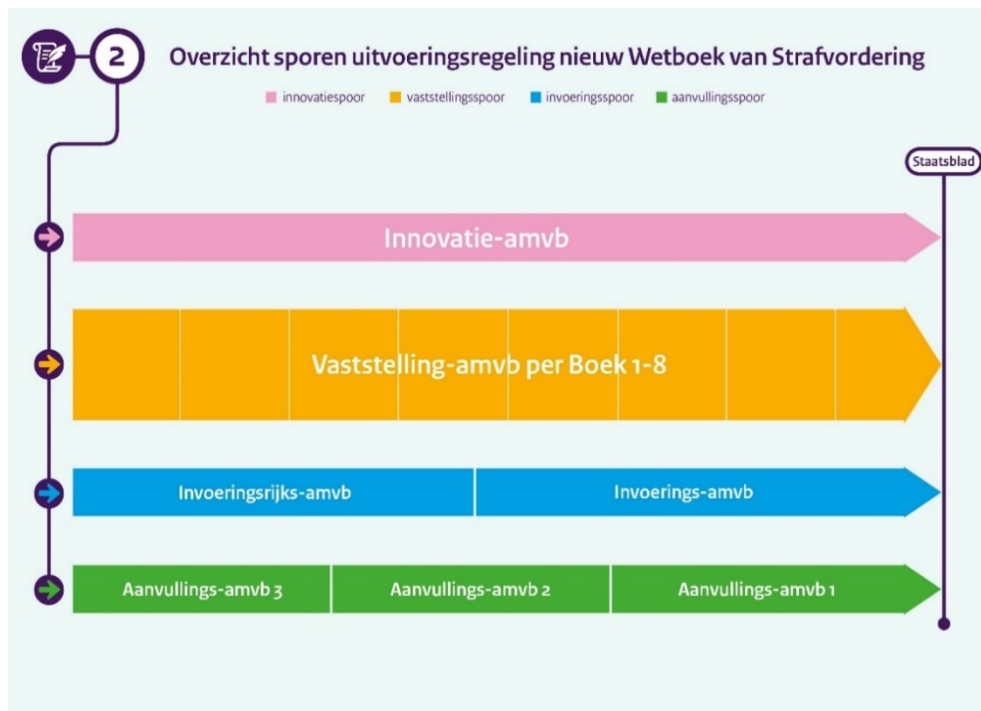 2
Overzicht sporen uitvoeringsregeling nieuw Wetboek van Strafvordering
innovatiespoor vaststellingsspoor invoeringsspoor aanvullingsspoor
Staatsblad
Innovatie-amvb
Vaststelling-amvb per Boek 1-8
Invoeringsrijks-amvb Invoerings-amvb
Aanvullings-amvb 3 Aanvullings-amvb 2 Aanvullings-amvb 1